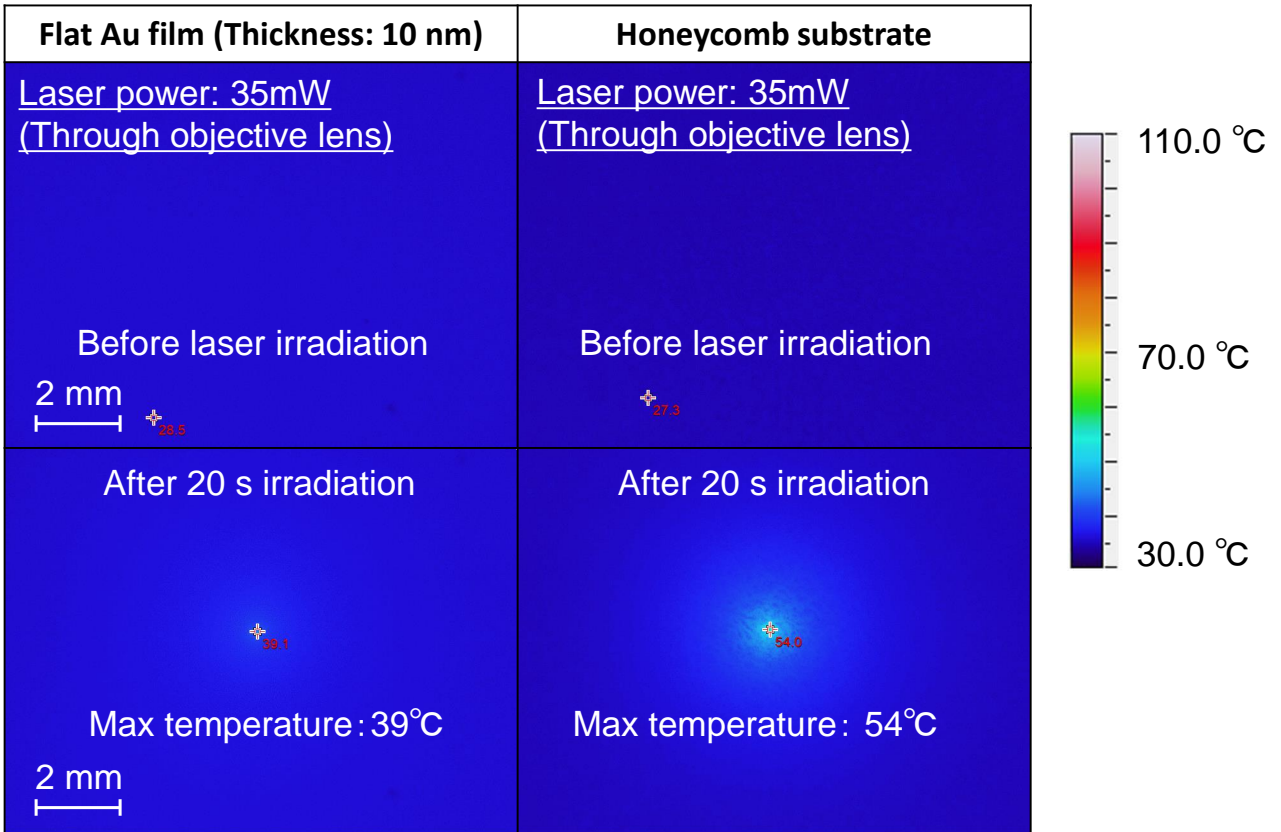 Flat Au film (Thickness: 10 nm)
Honeycomb substrate
Laser power: 35mW
(Through objective lens)
Laser power: 35mW
(Through objective lens)
110.0 ℃
70.0 ℃
30.0 ℃
Before laser irradiation
Before laser irradiation
2 mm
28.5
27.3
After 20 s irradiation
After 20 s irradiation
39.1
54.0
Max temperature：39℃
Max temperature： 54℃
2 mm